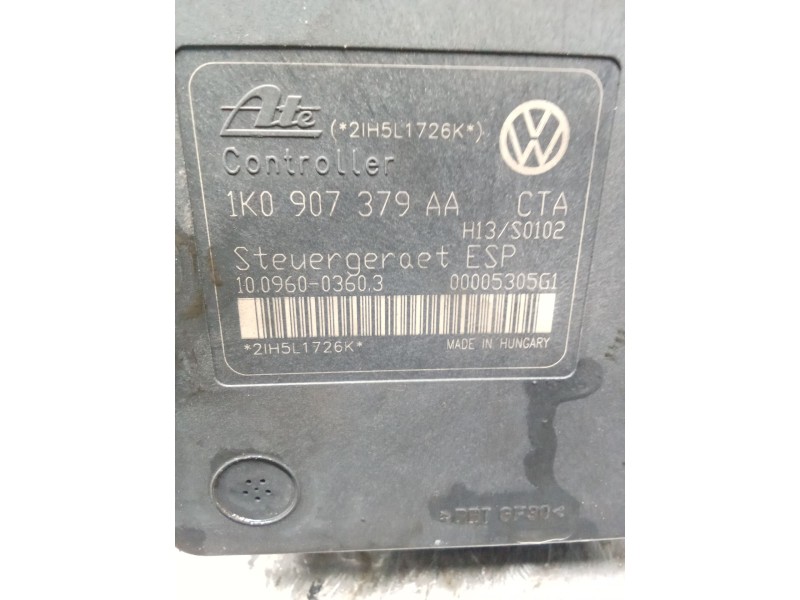 Ate (*2IH5L1726K*)
Controller
1K0 907 379 AA CTA
H13/S0102
Steuergeraet ESP
10.0960-0360.3 00005305G1
*2IH5L1726K* MADE IN HUNGARY